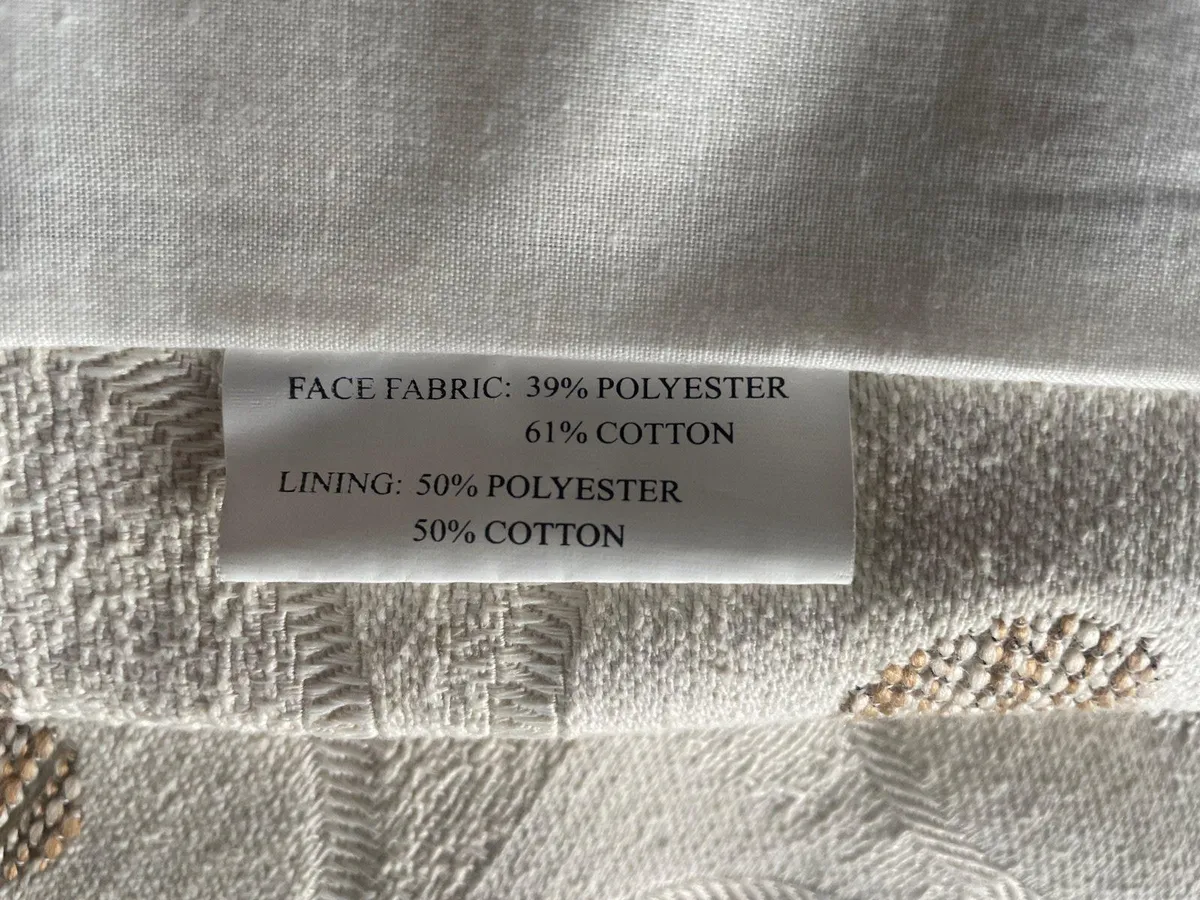 FACE FABRIC: 39% POLYESTER
61% COTTON
LINING: 50% POLYESTER
50% COTTON